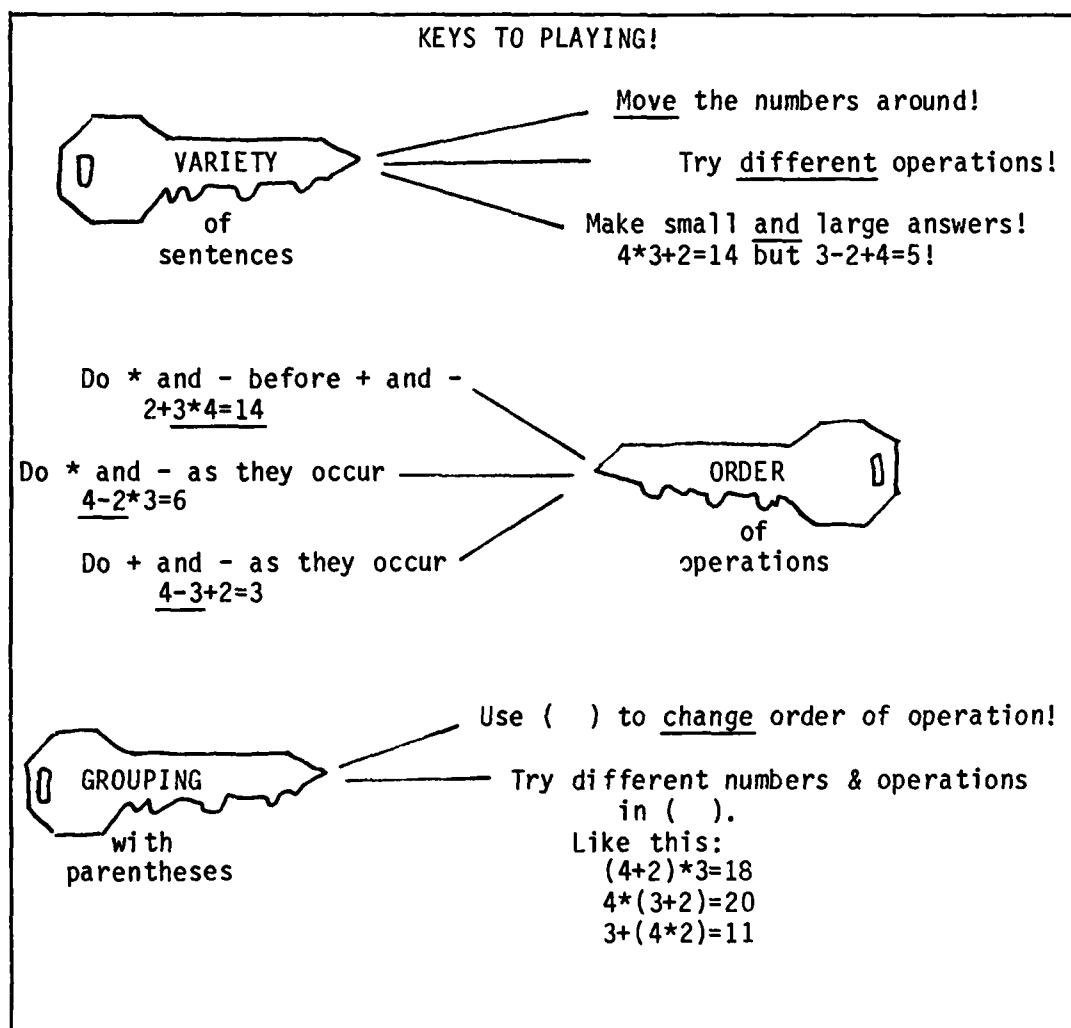 KEYS TO PLAYING!
VARIETY
of
sentences
Move the numbers around!
Try different operations!
Make small and large answers!
4*3+2=14 but 3-2+4=5!
Do * and - before + and -
2+3*4=14
Do * and - as they occur
4-2*3=6
Do + and - as they occur
4-3+2=3
ORDER
of
operations
GROUPING
with
parentheses
Use ( ) to change order of operation!
Try different numbers & operations
in ( ).
Like this:
(4+2)*3=18
4*(3+2)=20
3+(4*2)=11